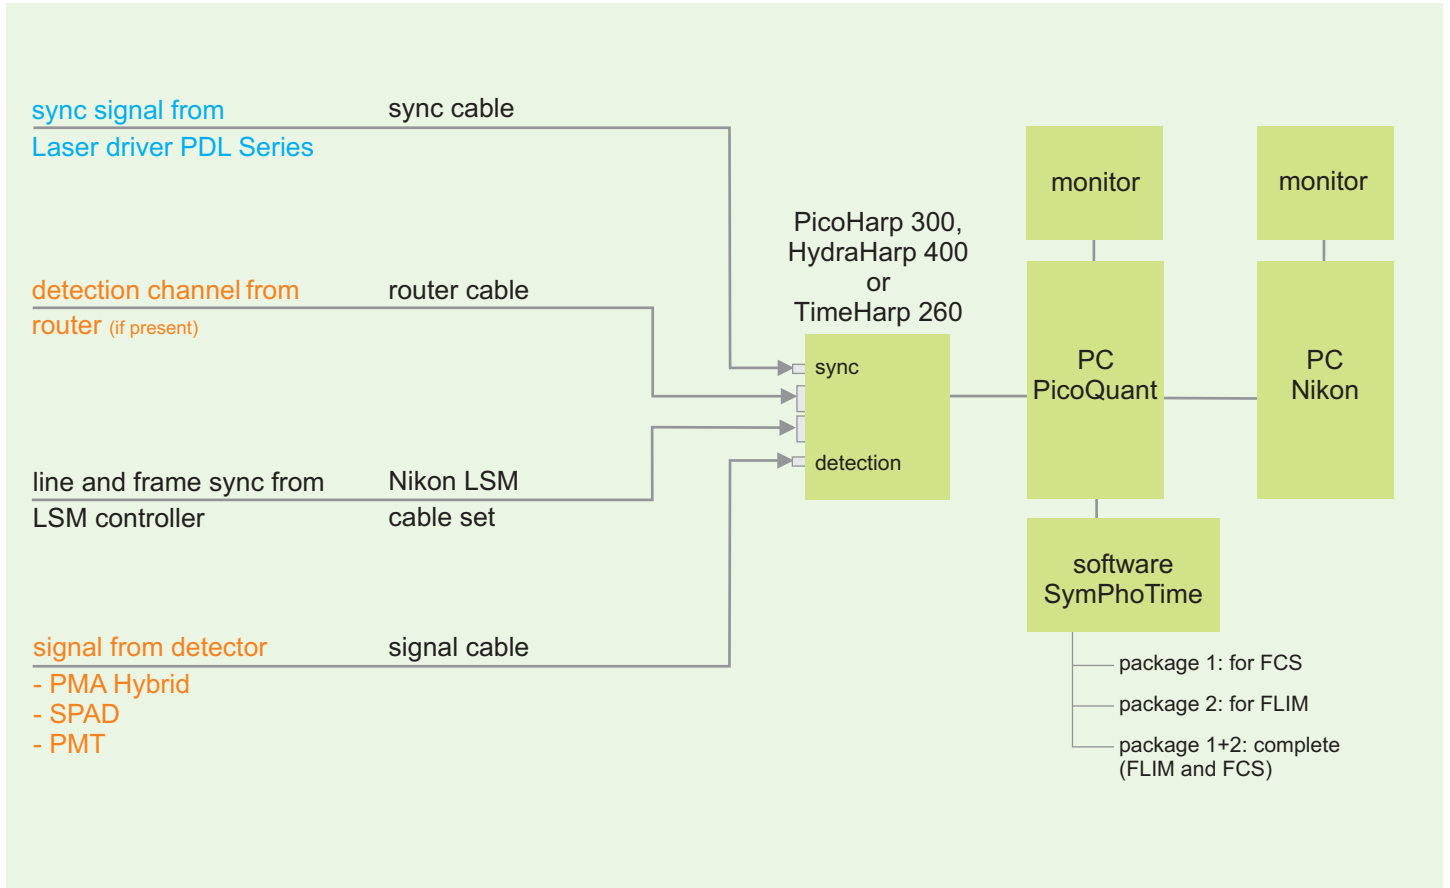 sync signal from
Laser driver PDL Series
sync cable
detection channel from
router (if present)
router cable
line and frame sync from
LSM controller
Nikon LSM
cable set
signal from detector
- PMA Hybrid
- SPAD
- PMT
signal cable
PicoHarp 300,
HydraHarp 400
or
TimeHarp 260
sync
detection
monitor
PC
PicoQuant
monitor
PC
Nikon
software
SymPhoTime
package 1: for FCS
package 2: for FLIM
package 1+2: complete
(FLIM and FCS)